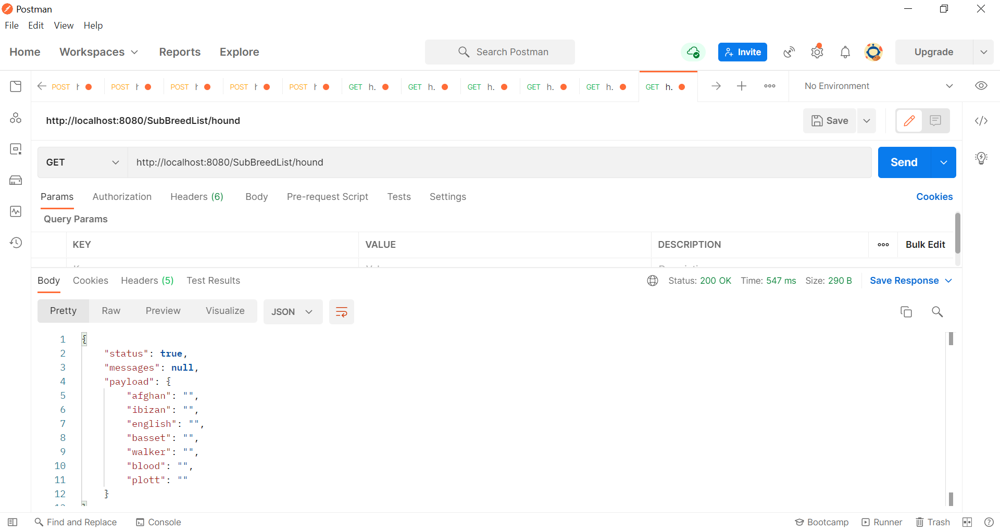 Postman
File Edit View Help
Home Workspaces Reports Explore Search Postman Invite Upgrade
POST POST POST POST POST GET h. GET h. GET h. GET h. GET h. GET h. No Environment
http://localhost:8080/SubBreedList/hound Save
GET http://localhost:8080/SubBreedList/hound Send
Params Authorization Headers (6) Body Pre-request Script Tests Settings Cookies
Query Params
KEY VALUE DESCRIPTION Bulk Edit
Body Cookies Headers (5) Test Results Status: 200 OK Time: 547 ms Size: 290 B Save Response
Pretty Raw Preview Visualize JSON
1 {
2 "status": true,
3 "messages": null,
4 "payload": {
5 "afghan": "",
6 "ibizan": "",
7 "english": "",
8 "basset": "",
9 "walker": "",
10 "blood": "",
11 "plott": ""
12 }
Find and Replace Console Bootcamp Runner Trash